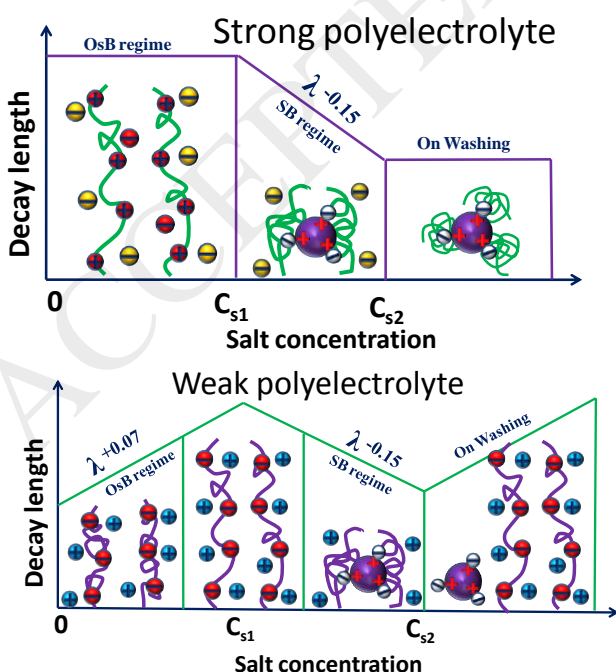 Strong polyelectrolyte
OsB regime
λ -0.15
SB regime
On Washing
Decay length
0
Cs1
Cs2
Salt concentration
Weak polyelectrolyte
λ +0.07
OsB regime
λ -0.15
SB regime
On Washing
Decay length
0
Cs1
Cs2
Salt concentration